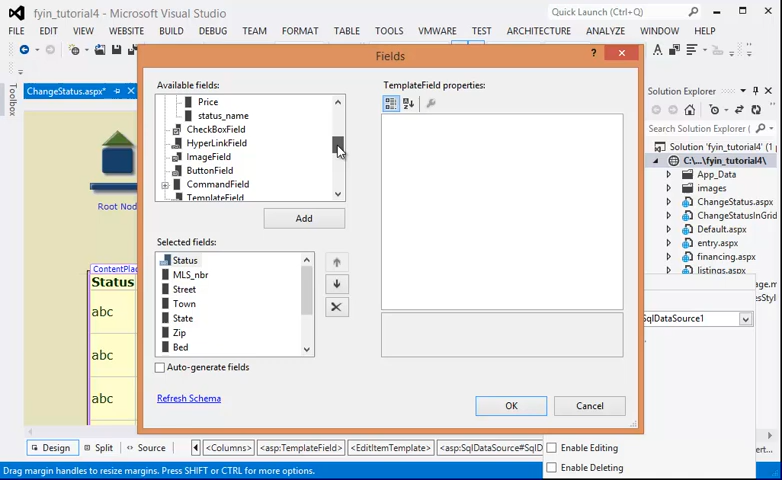 fyin_tutorial4 - Microsoft Visual Studio
Quick Launch (Ctrl+Q)
FILE EDIT VIEW WEBSITE BUILD DEBUG TEAM FORMAT TABLE TOOLS VMWARE TEST ARCHITECTURE ANALYZE WINDOW HELP
Toolbox
ChangeStatus.aspx*
Root Nod
ContentPlac
Status
abc
abc
abc
Fields
Available fields:
Price
status_name
CheckBoxField
HyperLinkField
ImageField
ButtonField
CommandField
TemplateField
Add
Selected fields:
Status
MLS_nbr
Street
Town
State
Zip
Bed
Auto-generate fields
Refresh Schema
TemplateField properties:
OK
Cancel
Solution Explorer
Search Solution Explorer
Solution 'fyin_tutorial4' (1 p
C:\...\fyin_tutorial4\
App_Data
images
ChangeStatus.aspx
ChangeStatusInGrid
Default.aspx
entry.aspx
financing.aspx
listings.aspx
SqlDataSource1
Enable Editing
Enable Deleting
Design
Split
Source
<Columns>
<asp:TemplateField>
<EditItemTemplate>
<asp:SqlDataSource#SqlD
Drag margin handles to resize margins. Press SHIFT or CTRL for more options.